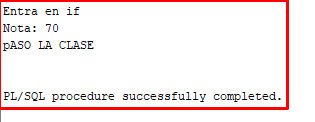 Entra en if
Nota: 70
pASO LA CLASE
PL/SQL procedure successfully completed.